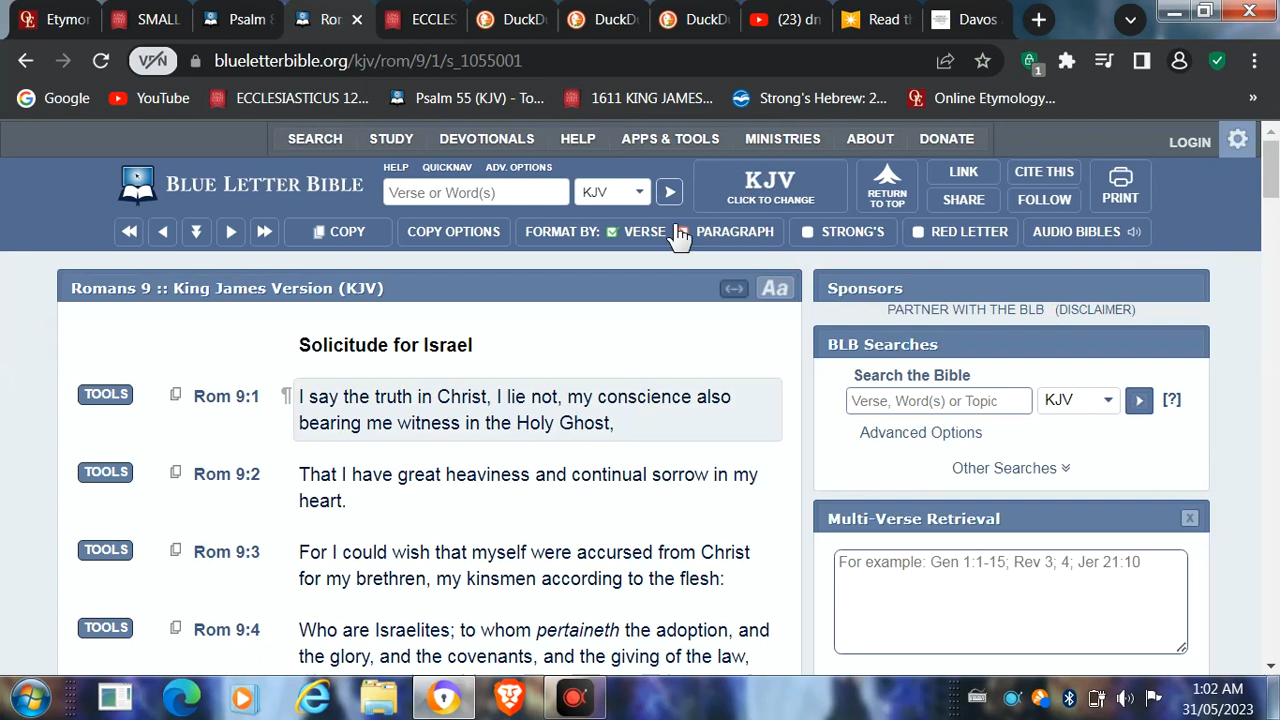 Etymo
SMALL
Psalm 8
Ron
ECCLES
DuckD
DuckDu
DuckD
(23) d
Read th
Davos
VPN
blueletterbible.org/kjv/rom/9/1/s_1055001
1
Google
YouTube
ECCLESIASTICUS 12...
Psalm 55 (KJV) - To...
1611 KING JAMES...
Strong's Hebrew: 2...
Online Etymology...
»
SEARCH STUDY DEVOTIONALS HELP APPS & TOOLS MINISTRIES ABOUT DONATE LOGIN
BLUE LETTER BIBLE
HELP QUICKNAV ADV. OPTIONS
Verse or Word(s)
KJV
KJV
CLICK TO CHANGE
RETURN
TO TOP
LINK
CITE THIS
SHARE
FOLLOW
PRINT
COPY
COPY OPTIONS
FORMAT BY: VERSE PARAGRAPH
STRONG'S
RED LETTER
AUDIO BIBLES
Romans 9 :: King James Version (KJV)
Aa
Solicitude for Israel
TOOLS Rom 9:1 ¶ I say the truth in Christ, I lie not, my conscience also
bearing me witness in the Holy Ghost,
TOOLS Rom 9:2 That I have great heaviness and continual sorrow in my
heart.
TOOLS Rom 9:3 For I could wish that myself were accursed from Christ
for my brethren, my kinsmen according to the flesh:
TOOLS Rom 9:4 Who are Israelites; to whom pertaineth the adoption, and
the glory, and the covenants, and the giving of the law,
Sponsors
PARTNER WITH THE BLB (DISCLAIMER)
BLB Searches
Search the Bible
Verse, Word(s) or Topic
KJV
[?]
Advanced Options
Other Searches
Multi-Verse Retrieval
X
For example: Gen 1:1-15; Rev 3; 4; Jer 21:10
1:02 AM
31/05/2023